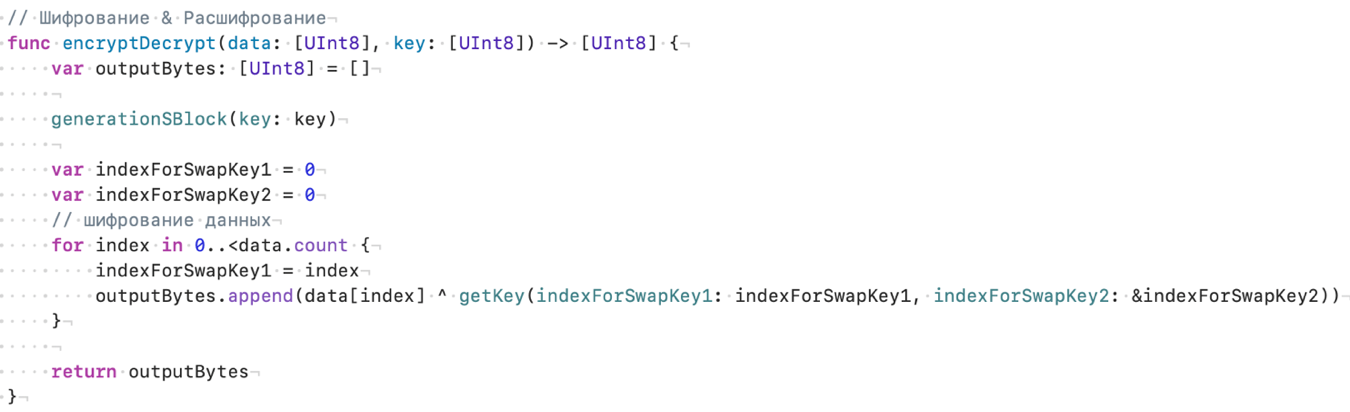 // Шифрование & Расшифрование
func encryptDecrypt(data: [UInt8], key: [UInt8]) -> [UInt8] {
    var outputBytes: [UInt8] = []
    generationSBlock(key: key)
    var indexForSwapKey1 = 0
    var indexForSwapKey2 = 0
    // шифрование данных
    for index in 0..<data.count {
        indexForSwapKey1 = index
        outputBytes.append(data[index] ^ getKey(indexForSwapKey1: indexForSwapKey1, indexForSwapKey2: &indexForSwapKey2))
    }
    return outputBytes
}